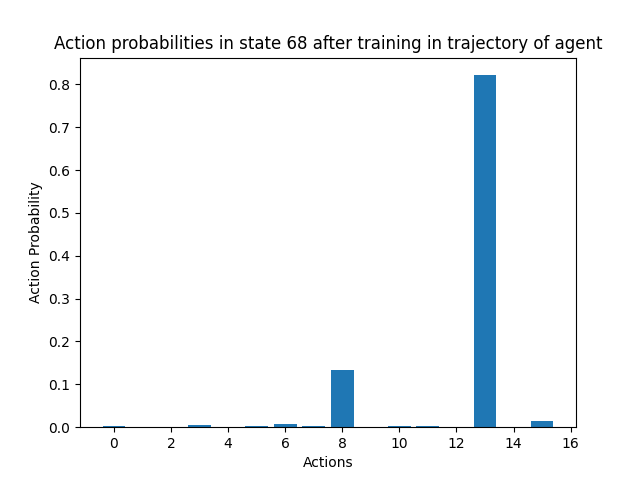 Action probabilities in state 68 after training in trajectory of agent
0.8
0.7
0.6
0.5
0.4
0.3
0.2
0.1
0.0
Action Probability
0 2 4 6 8 10 12 14 16
Actions